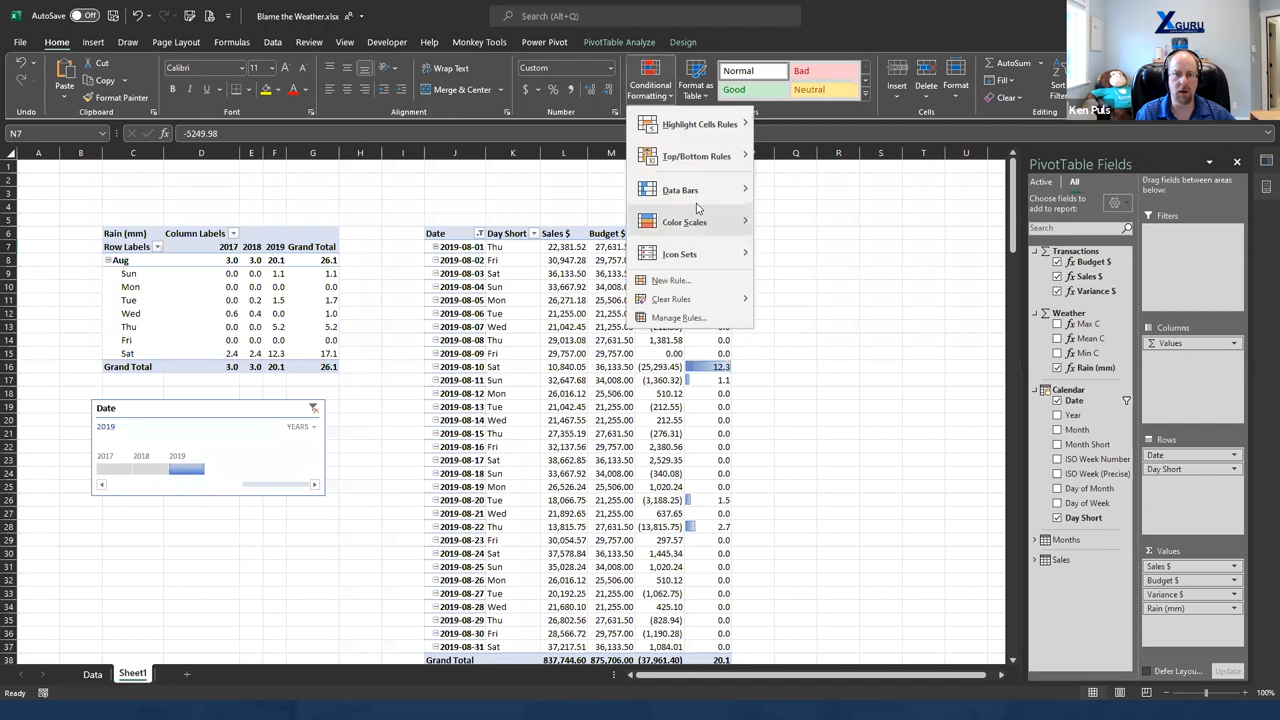 AutoSave Off Blame the Weather.xlsx Search (Alt+Q)
XGURU
Ken Puls
File Home Insert Draw Page Layout Formulas Data Review View Developer Help Monkey Tools Power Pivot PivotTable Analyze Design
Paste Cut Copy Format Painter
Calibri 11
Wrap Text
Merge & Center
Custom
Conditional Formatting
Format as Table
Normal Bad
Good Neutral
Insert Delete Format
AutoSum
Fill
Clear
N7 -5249.98
Highlight Cells Rules
Top/Bottom Rules
Data Bars
Color Scales
Icon Sets
New Rule...
Clear Rules
Manage Rules...
A B C D E F G H I J K L M Q R S T U
Rain (mm) Column Labels
Row Labels 2017 2018 2019 Grand Total
Aug 3.0 3.0 20.1 26.1
Sun 0.0 0.0 1.1 1.1
Mon 0.0 0.0 0.0 0.0
Tue 0.0 0.2 1.5 1.7
Wed 0.6 0.4 0.0 1.0
Thu 0.0 0.0 5.2 5.2
Fri 0.0 0.0 0.0 0.0
Sat 2.4 2.4 12.3 17.1
Grand Total 3.0 3.0 20.1 26.1
Date
2019 YEARS
2017 2018 2019
Date Day Short Sales $ Budget $
2019-08-01 Thu 22,381.52
2019-08-02 Fri 30,947.28
2019-08-03 Sat 36,133.50
2019-08-04 Sun 33,667.92
2019-08-05 Mon 26,271.18
2019-08-06 Tue 21,255.00
2019-08-07 Wed 21,042.45 21,255.00 (212.55) 0.0
2019-08-08 Thu 29,013.08 27,631.50 1,381.58 0.0
2019-08-09 Fri 29,757.00 29,757.00 0.00 0.0
2019-08-10 Sat 10,840.05 36,133.50 (25,293.45) 12.3
2019-08-11 Sun 32,647.68 34,008.00 (1,360.32) 1.1
2019-08-12 Mon 26,016.12 25,506.00 510.12 0.0
2019-08-13 Tue 21,042.45 21,255.00 (212.55) 0.0
2019-08-14 Wed 21,467.55 21,255.00 212.55 0.0
2019-08-15 Thu 27,355.19 27,631.50 (276.31) 0.0
2019-08-16 Fri 32,137.56 29,757.00 2,380.56 0.0
2019-08-17 Sat 38,662.85 36,133.50 2,529.35 0.0
2019-08-18 Sun 33,667.92 34,008.00 (340.08) 0.0
2019-08-19 Mon 26,526.24 25,506.00 1,020.24 0.0
2019-08-20 Tue 18,066.75 21,255.00 (3,188.25) 1.5
2019-08-21 Wed 21,892.65 21,255.00 637.65 0.0
2019-08-22 Thu 13,815.75 27,631.50 (13,815.75) 2.7
2019-08-23 Fri 30,054.57 29,757.00 297.57 0.0
2019-08-24 Sat 37,578.84 36,133.50 1,445.34 0.0
2019-08-25 Sun 35,028.24 34,008.00 1,020.24 0.0
2019-08-26 Mon 26,016.12 25,506.00 510.12 0.0
2019-08-27 Tue 20,192.25 21,255.00 (1,062.75) 0.0
2019-08-28 Wed 21,680.10 21,255.00 425.10 0.0
2019-08-29 Thu 26,802.56 27,631.50 (828.94) 0.0
2019-08-30 Fri 28,566.72 29,757.00 (1,190.28) 0.0
2019-08-31 Sat 37,217.51 36,133.50 1,084.01 0.0
Grand Total 837,744.60 875,706.00 (37,961.40) 20.1
PivotTable Fields
Active All
Choose fields to add to report:
Search
Transactions
fx Budget $
fx Sales $
fx Variance $
Weather
fx Max C
fx Mean C
fx Min C
fx Rain (mm)
Calendar
Date
Year
Month
Month Short
ISO Week Number
ISO Week (Precise)
Day of Month
Day of Week
Day Short
Months
Sales
Drag fields between areas below:
Filters
Columns
Σ Values
Rows
Date
Day Short
Σ Values
Sales $
Budget $
Variance $
Rain (mm)
Defer Layou... Update
Data Sheet1
Ready 100%